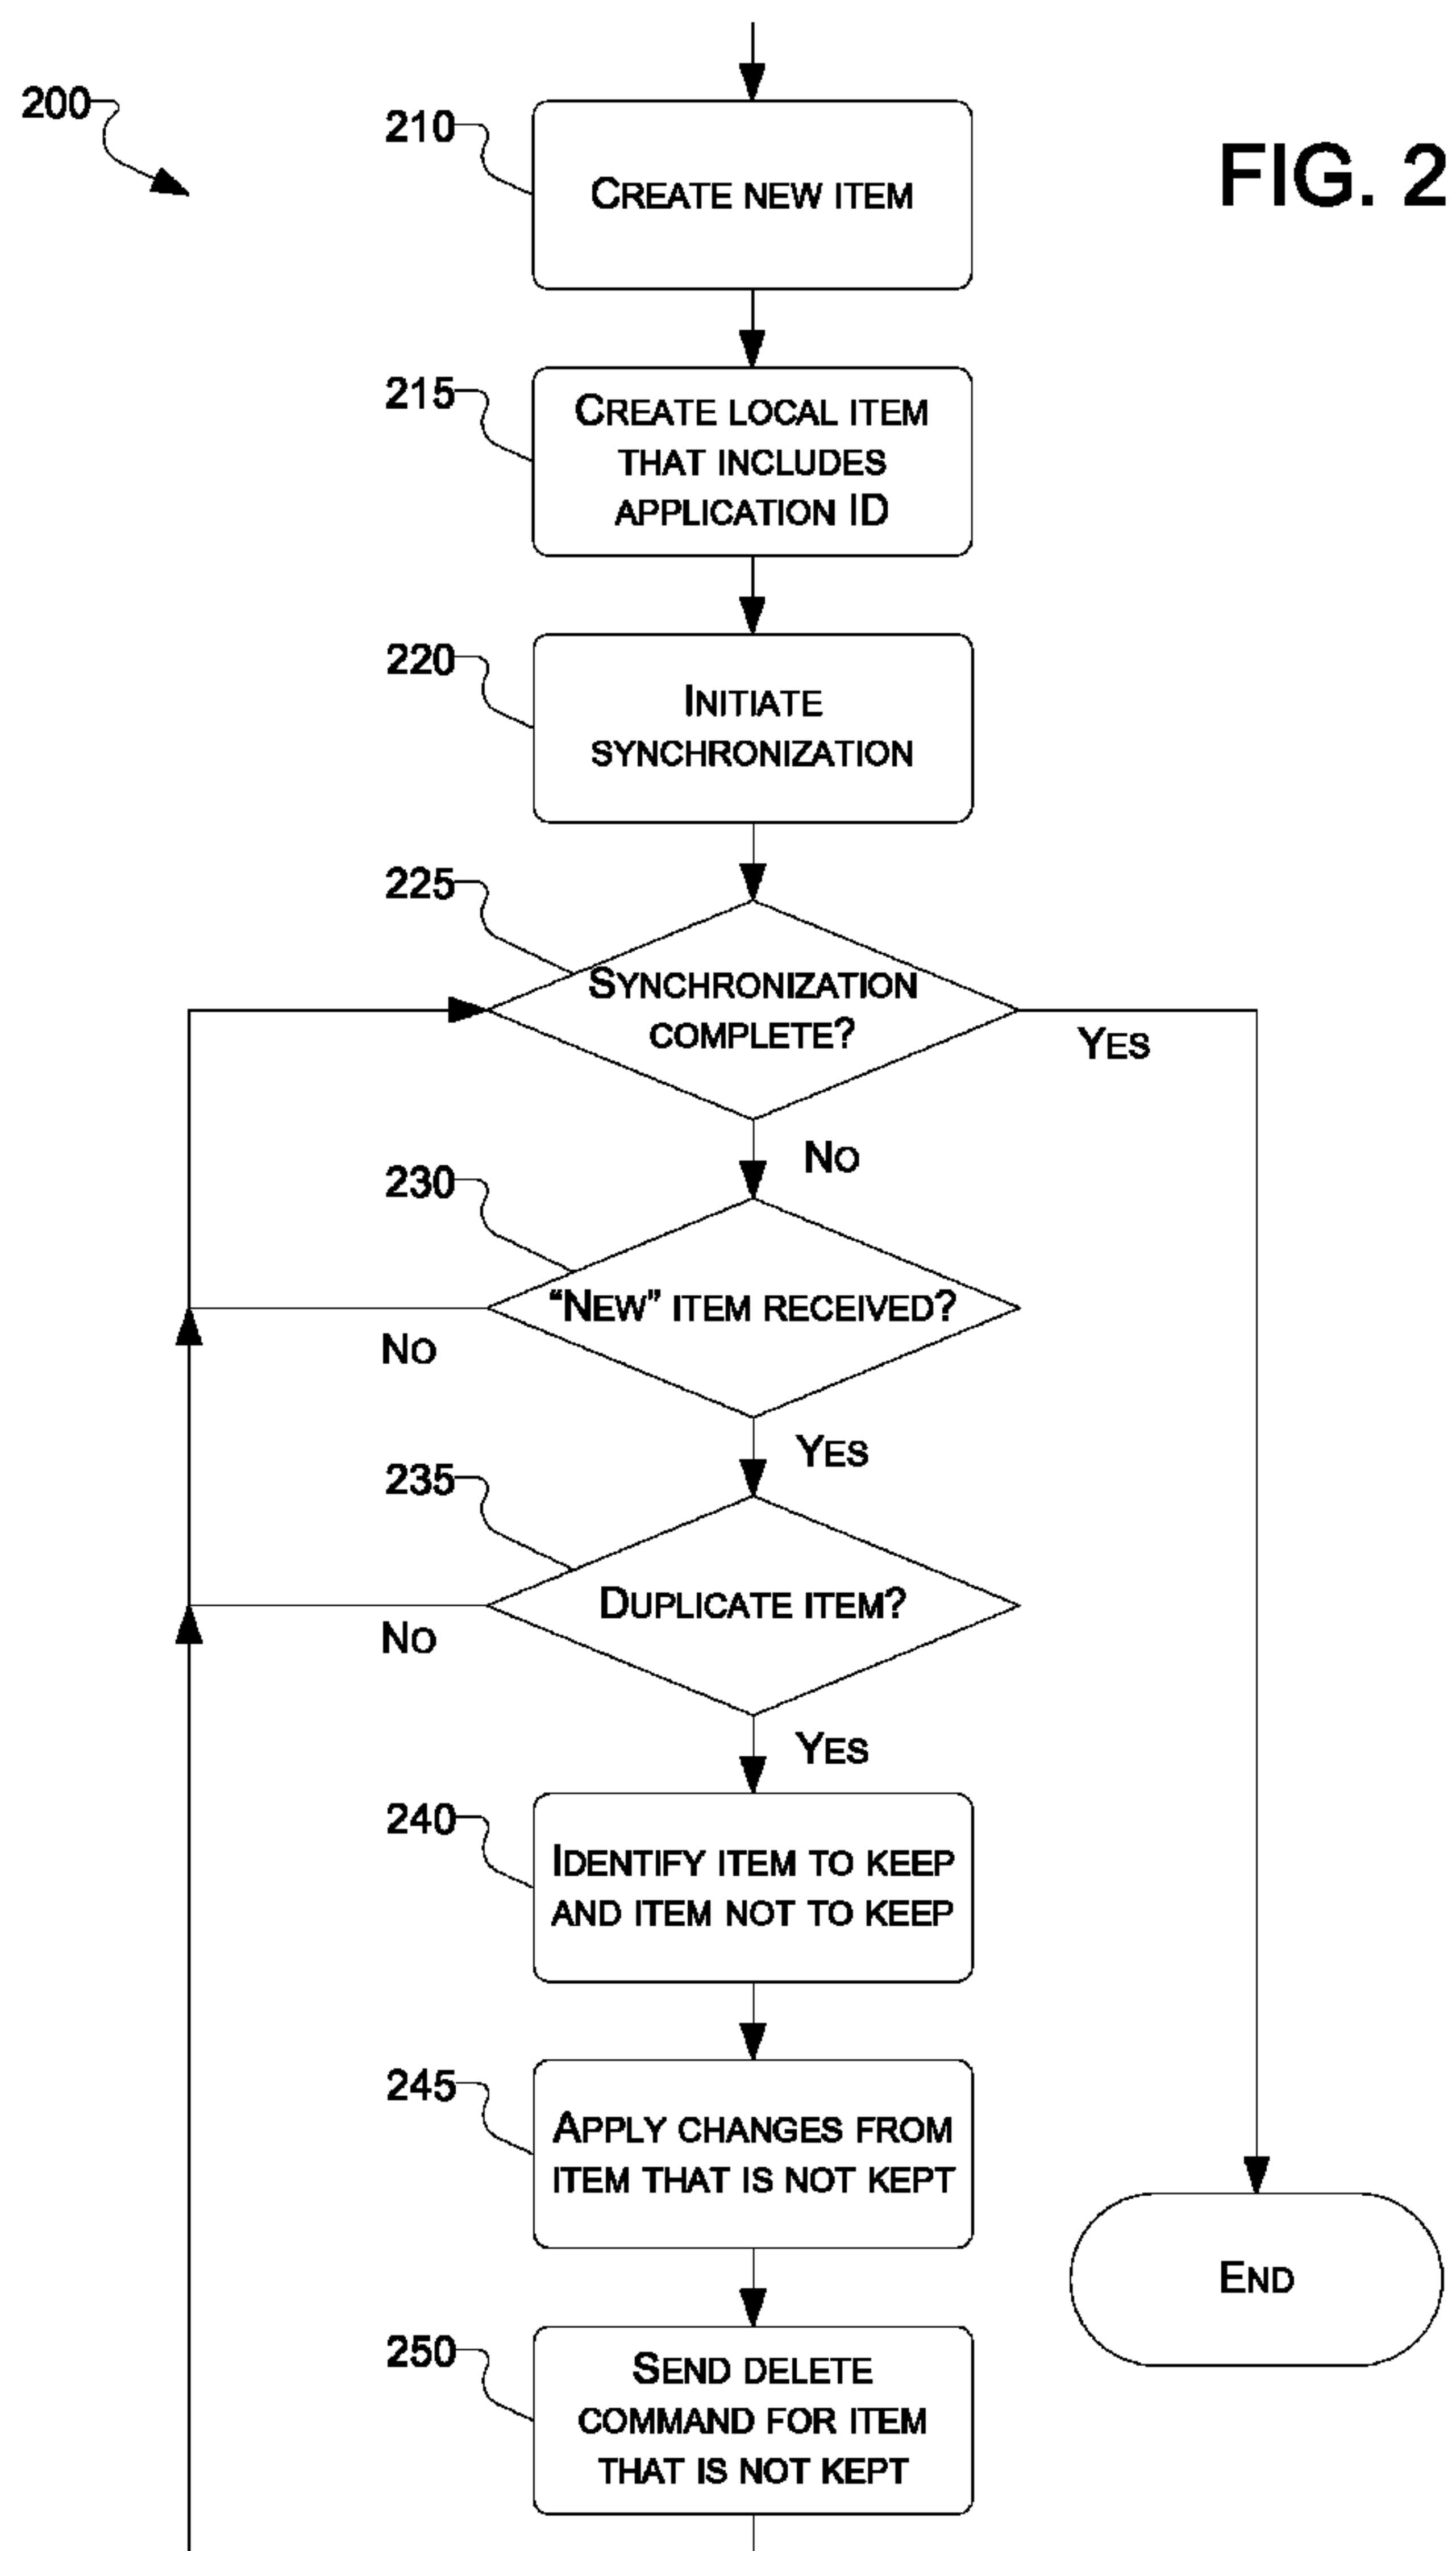 200
FIG. 2
210
CREATE NEW ITEM
215
CREATE LOCAL ITEM
THAT INCLUDES
APPLICATION ID
220
INITIATE
SYNCHRONIZATION
225
SYNCHRONIZATION
COMPLETE?
YES
NO
230
“NEW” ITEM RECEIVED?
NO
YES
235
DUPLICATE ITEM?
NO
YES
240
IDENTIFY ITEM TO KEEP
AND ITEM NOT TO KEEP
245
APPLY CHANGES FROM
ITEM THAT IS NOT KEPT
END
250
SEND DELETE
COMMAND FOR ITEM
THAT IS NOT KEPT